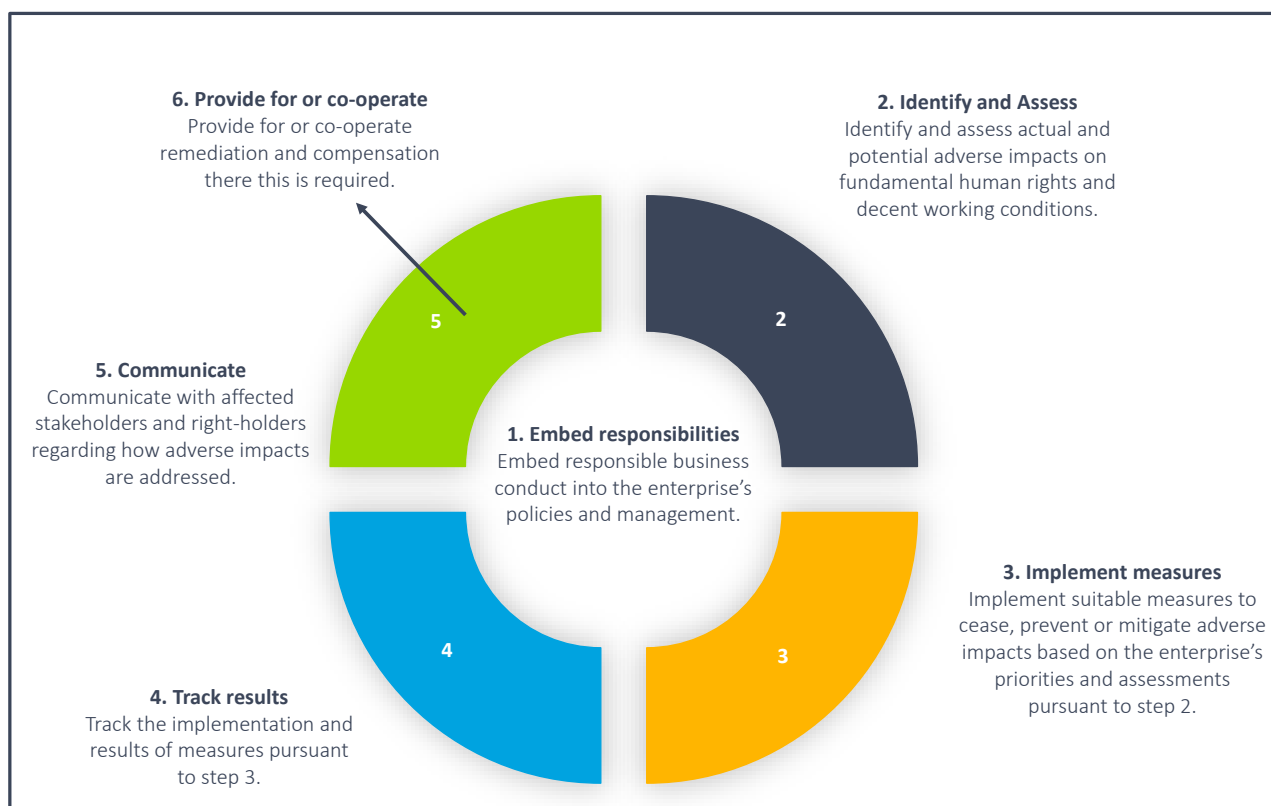 6. Provide for or co-operate
Provide for or co-operate
remediation and compensation
there this is required.
2. Identify and Assess
Identify and assess actual and
potential adverse impacts on
fundamental human rights and
decent working conditions.
5
2
5. Communicate
Communicate with affected
stakeholders and right-holders
regarding how adverse impacts
are addressed.
1. Embed responsibilities
Embed responsible business
conduct into the enterprise’s
policies and management.
3. Implement measures
Implement suitable measures to
cease, prevent or mitigate adverse
impacts based on the enterprise’s
priorities and assessments
pursuant to step 2.
4
3
4. Track results
Track the implementation and
results of measures pursuant
to step 3.